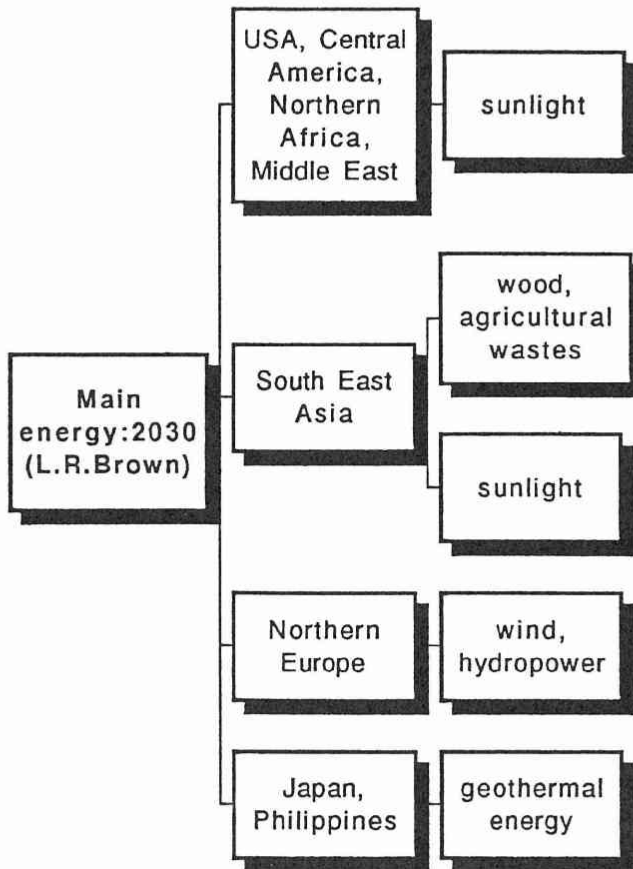 Main
energy:2030
(L.R.Brown)
USA, Central
America,
Northern
Africa,
Middle East
sunlight
South East
Asia
wood,
agricultural
wastes
sunlight
Northern
Europe
wind,
hydropower
Japan,
Philippines
geothermal
energy